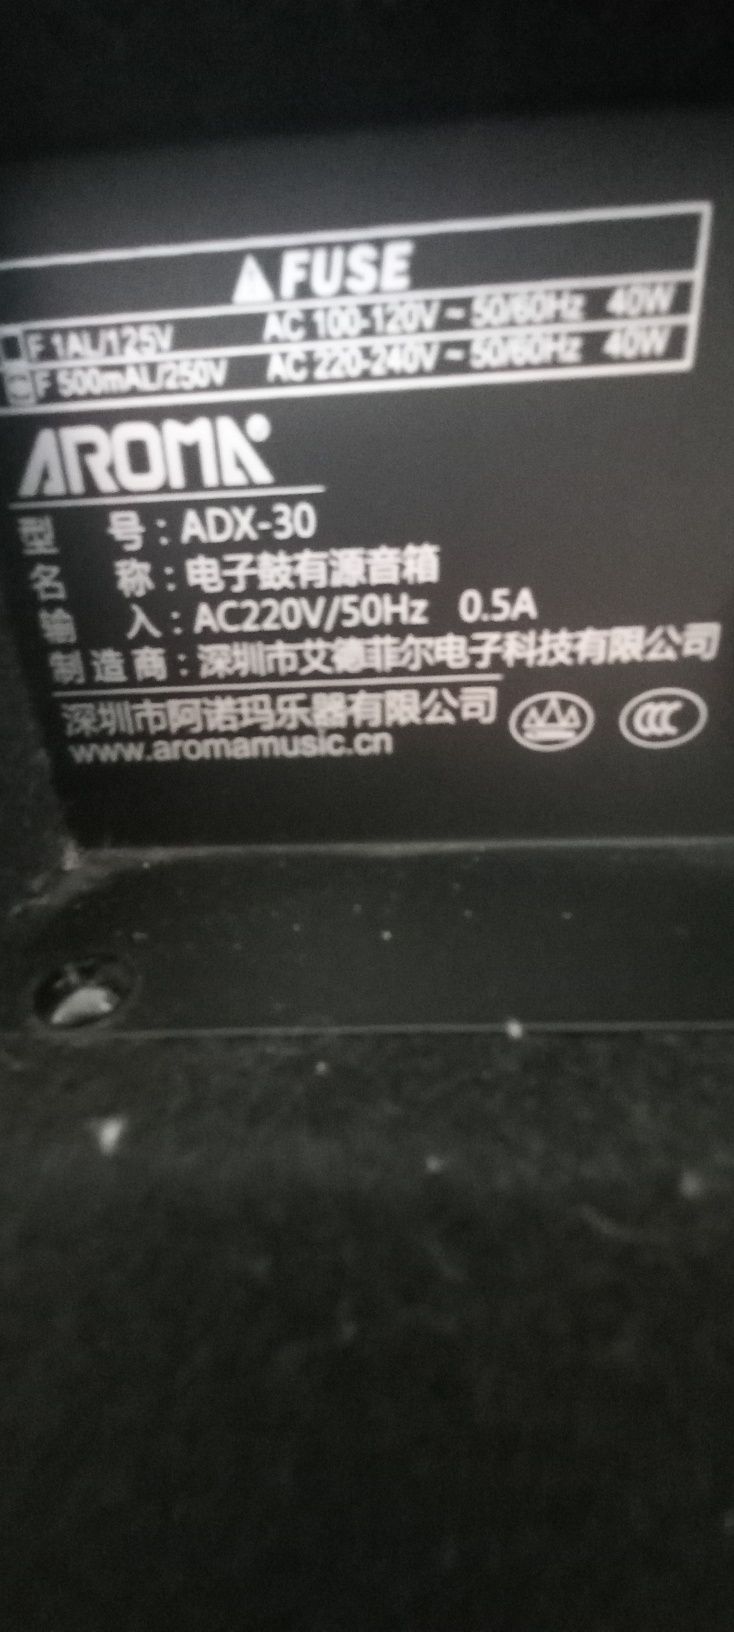 FUSE
F 1AL/125V AC 100-120V ~ 50/60Hz 40W
F 500mAL/250V AC 220-240V ~ 50/60Hz 40W
AROMA
型 号：ADX-30
名 称：电子鼓有源音箱
输 入：AC220V/50Hz 0.5A
制造商：深圳市艾德菲尔电子科技有限公司
深圳市阿诺玛乐器有限公司
www.aromamusic.cn